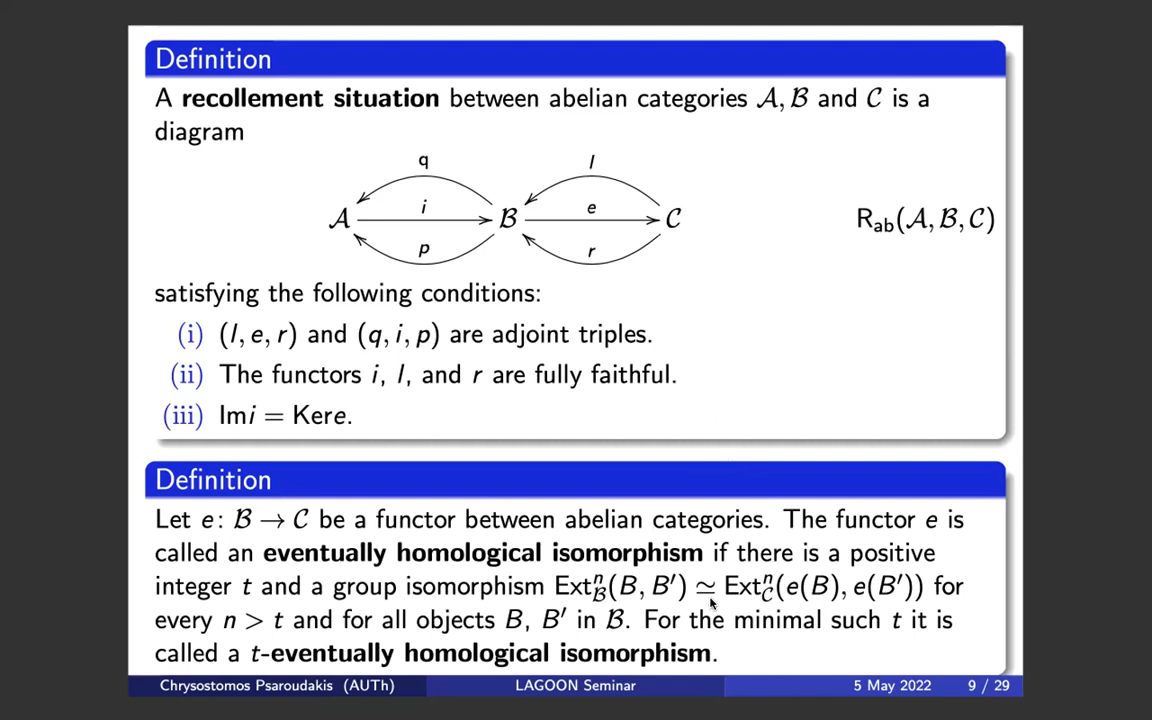 Definition
A recollement situation between abelian categories 𝒜, ℬ and 𝒞 is a
diagram
q l
𝒜 i ℬ e 𝒞 R_ab(𝒜, ℬ, 𝒞)
p r
satisfying the following conditions:
(i) (l, e, r) and (q, i, p) are adjoint triples.
(ii) The functors i, l, and r are fully faithful.
(iii) Imi = Kere.
Definition
Let e: ℬ → 𝒞 be a functor between abelian categories. The functor e is
called an eventually homological isomorphism if there is a positive
integer t and a group isomorphism Ext^n_ℬ(B, B′) ≃ Ext^n_𝒞(e(B), e(B′)) for
every n > t and for all objects B, B′ in ℬ. For the minimal such t it is
called a t-eventually homological isomorphism.
Chrysostomos Psaroudakis (AUTh) LAGOON Seminar 5 May 2022 9 / 29